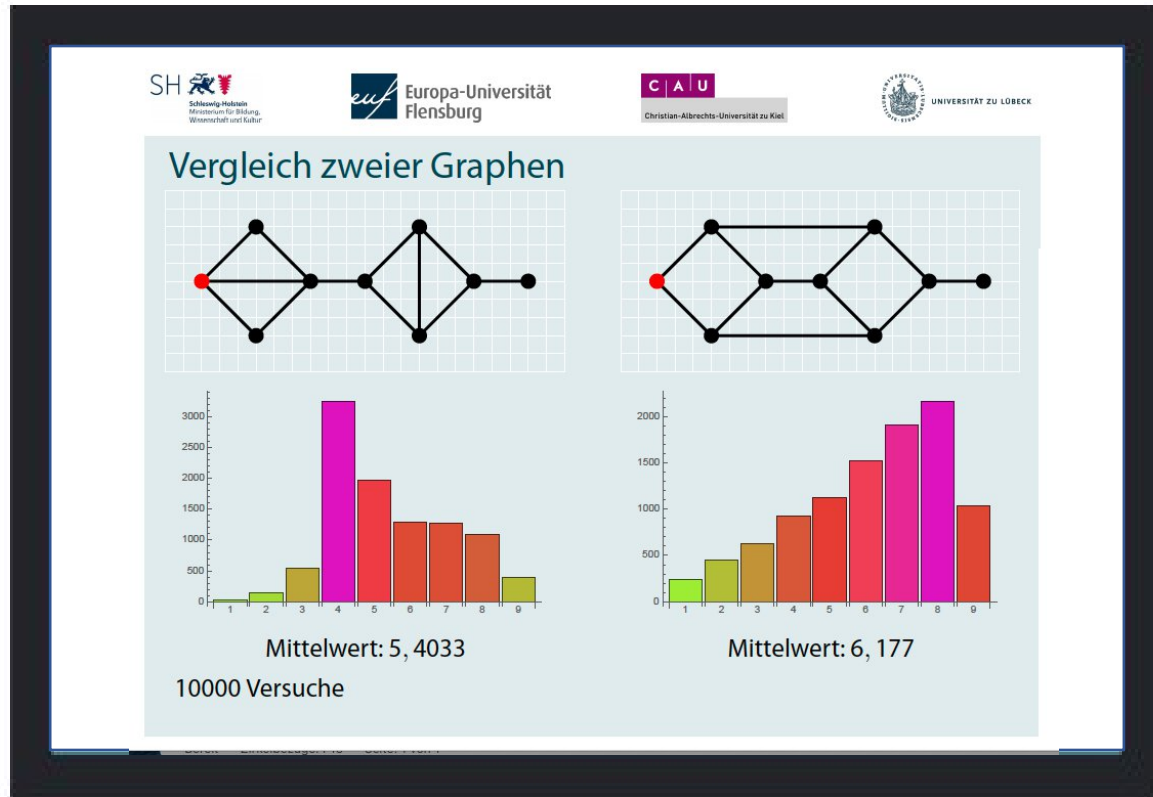 SH
Schleswig-Holstein
Ministerium für Bildung,
Wissenschaft und Kultur
euf
Europa-Universität
Flensburg
C A U
Christian-Albrechts-Universität zu Kiel
UNIVERSITÄT ZU LÜBECK
Vergleich zweier Graphen
3000
2500
2000
1500
1000
500
0
1 2 3 4 5 6 7 8 9
2000
1500
1000
500
0
1 2 3 4 5 6 7 8 9
Mittelwert: 5, 4033
Mittelwert: 6, 177
10000 Versuche